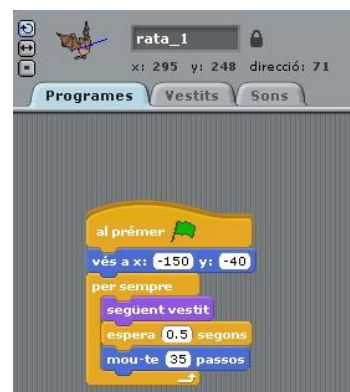 rata_1
x: 295 y: 248 direcció: 71
Programes Vestits Sons
al prémer
vés a x: -150 y: -40
per sempre
següent vestit
espera 0.5 segons
mou-te 35 passos